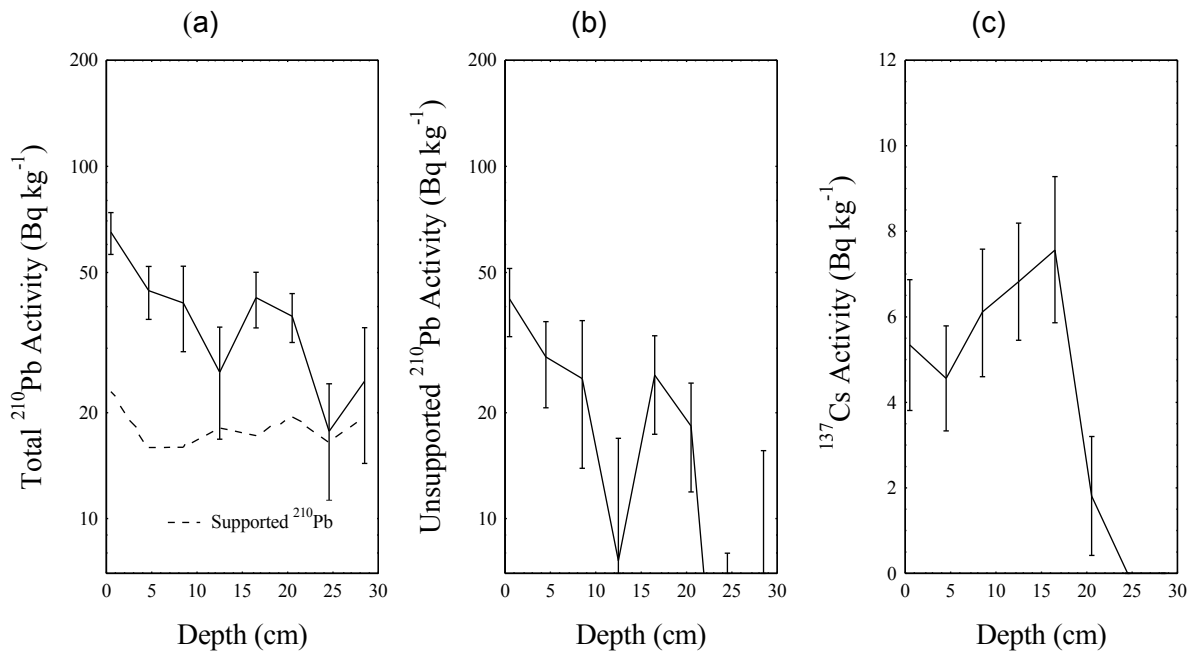 (a)
Total ²¹⁰Pb Activity (Bq kg⁻¹)
200
100
50
20
10
Supported ²¹⁰Pb
0 5 10 15 20 25 30
Depth (cm)
(b)
Unsupported ²¹⁰Pb Activity (Bq kg⁻¹)
200
100
50
20
10
0 5 10 15 20 25 30
Depth (cm)
(c)
¹³⁷Cs Activity (Bq kg⁻¹)
12
10
8
6
4
2
0
0 5 10 15 20 25 30
Depth (cm)